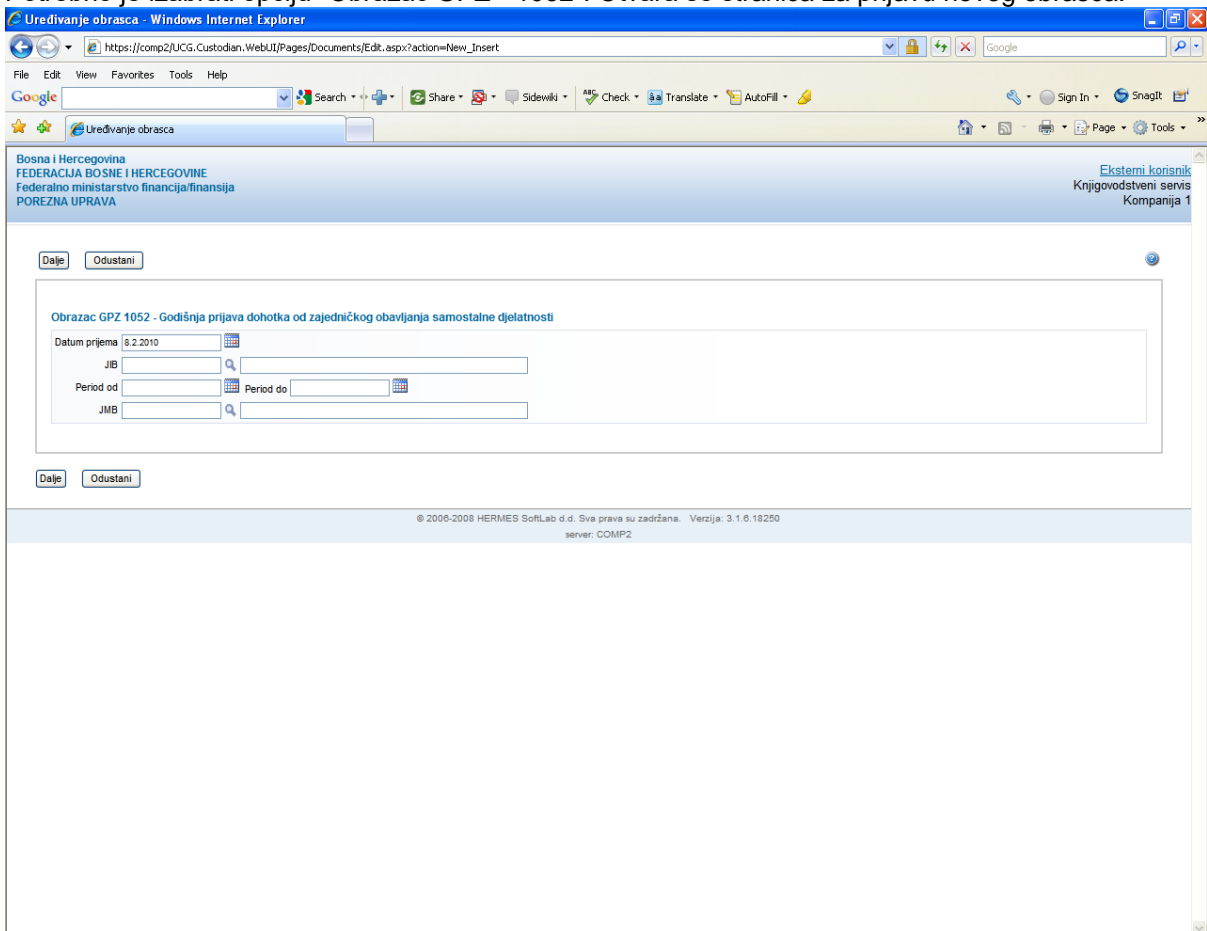 Uređivanje obrasca - Windows Internet Explorer
https://comp2/UCG.Custodian.WebUI/Pages/Documents/Edit.aspx?action=New_Insert
Google
File Edit View Favorites Tools Help
Google Search Share Sidewiki Check Translate AutoFill Sign In SnagIt
Uređivanje obrasca Page Tools
Bosna i Hercegovina
FEDERACIJA BOSNE I HERCEGOVINE
Federalno ministarstvo financija/finansija
POREZNA UPRAVA
Eksterni korisnik
Knjigovodstveni servis
Kompanija 1
Dalje Odustani
Obrazac GPZ 1052 - Godišnja prijava dohotka od zajedničkog obavljanja samostalne djelatnosti
Datum prijema 8.2.2010
JIB
Period od Period do
JMB
Dalje Odustani
© 2006-2008 HERMES SoftLab d.d. Sva prava su zadržana. Verzija: 3.1.6.18250
server: COMP2